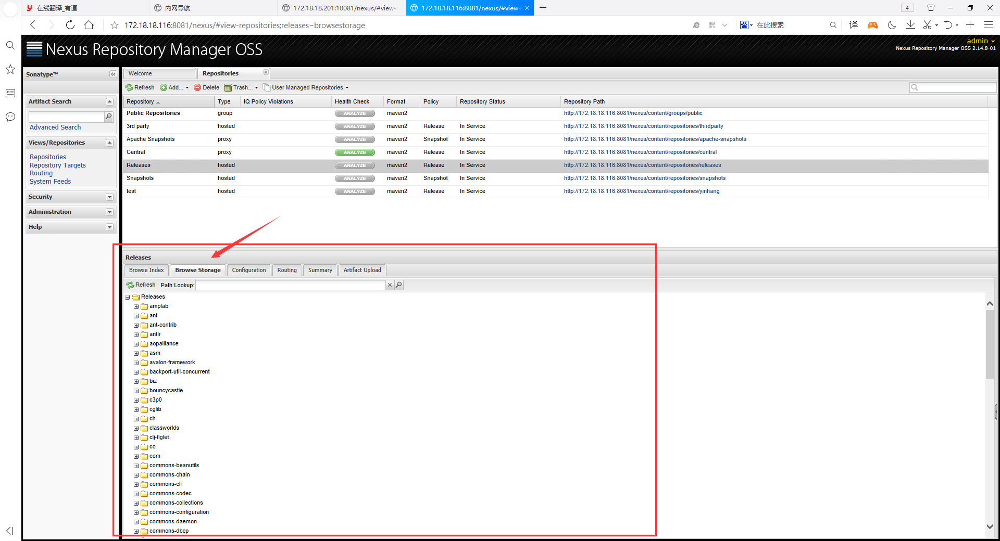 在线翻译_有道
内网导航
172.18.18.201:10081/nexus/#view-
172.18.18.116:8081/nexus/#view-
4
172.18.18.116:8081/nexus/#view-repositories;releases~browsestorage
在此搜索
译
Nexus Repository Manager OSS
admin
Nexus Repository Manager OSS 2.14.8-01
Sonatype™
Artifact Search
Advanced Search
Views/Repositories
Repositories
Repository Targets
Routing
System Feeds
Security
Administration
Help
Welcome
Repositories
Refresh Add... Delete Trash... User Managed Repositories
Repository Type IQ Policy Violations Health Check Format Policy Repository Status Repository Path
Public Repositories group ANALYZE maven2 http://172.18.18.116:8081/nexus/content/groups/public
3rd party hosted ANALYZE maven2 Release In Service http://172.18.18.116:8081/nexus/content/repositories/thirdparty
Apache Snapshots proxy ANALYZE maven2 Snapshot In Service http://172.18.18.116:8081/nexus/content/repositories/apache-snapshots
Central proxy ANALYZE maven2 Release In Service http://172.18.18.116:8081/nexus/content/repositories/central
Releases hosted ANALYZE maven2 Release In Service http://172.18.18.116:8081/nexus/content/repositories/releases
Snapshots hosted ANALYZE maven2 Snapshot In Service http://172.18.18.116:8081/nexus/content/repositories/snapshots
test hosted ANALYZE maven2 Release In Service http://172.18.18.116:8081/nexus/content/repositories/yinhang
Releases
Browse Index Browse Storage Configuration Routing Summary Artifact Upload
Refresh Path Lookup:
Releases
amplab
ant
ant-contrib
antlr
aopalliance
asm
avalon-framework
backport-util-concurrent
biz
bouncycastle
c3p0
cglib
ch
classworlds
clj-figlet
co
com
commons-beanutils
commons-chain
commons-cli
commons-codec
commons-collections
commons-configuration
commons-daemon
commons-dbcp